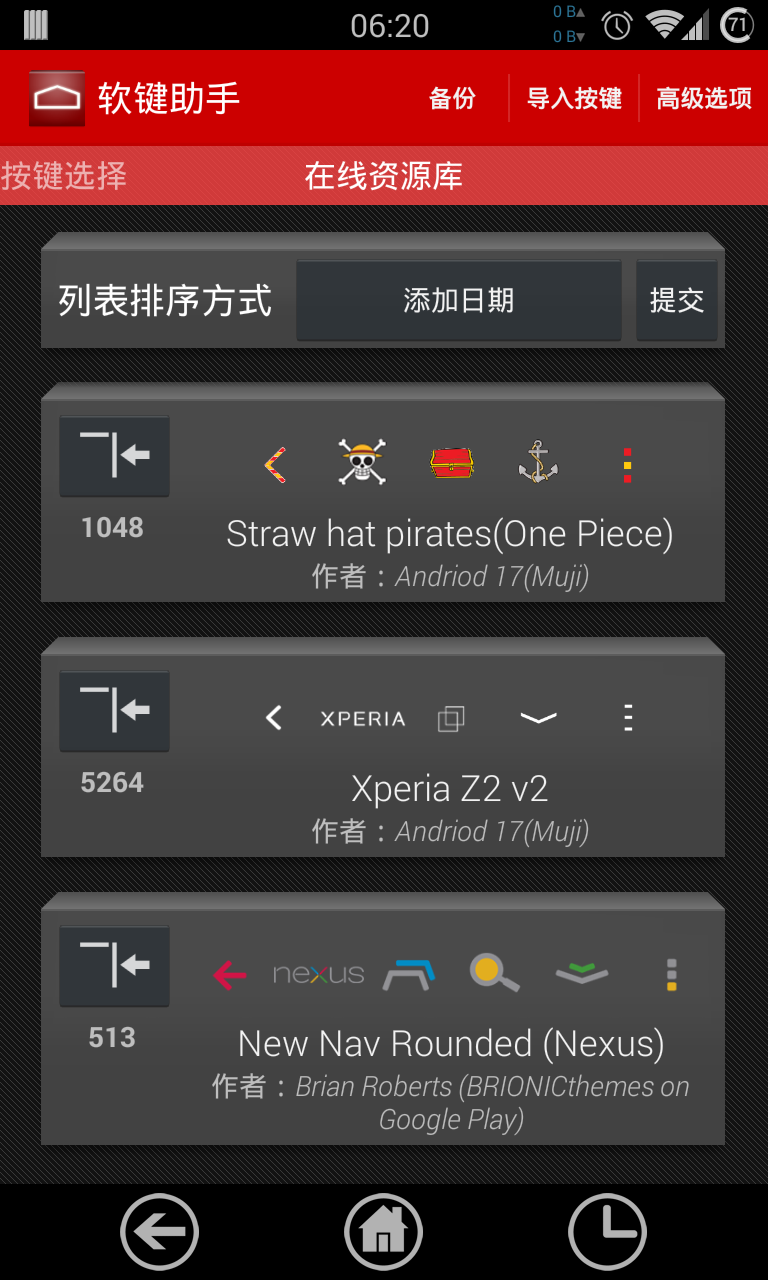 06:20
0 B▲
0 B▼
71
软键助手
备份
导入按键
高级选项
按键选择
在线资源库
列表排序方式
添加日期
提交
1048
Straw hat pirates(One Piece)
作者：Andriod 17(Muji)
XPERIA
5264
Xperia Z2 v2
作者：Andriod 17(Muji)
nexus
513
New Nav Rounded (Nexus)
作者：Brian Roberts (BRIONICthemes on
Google Play)